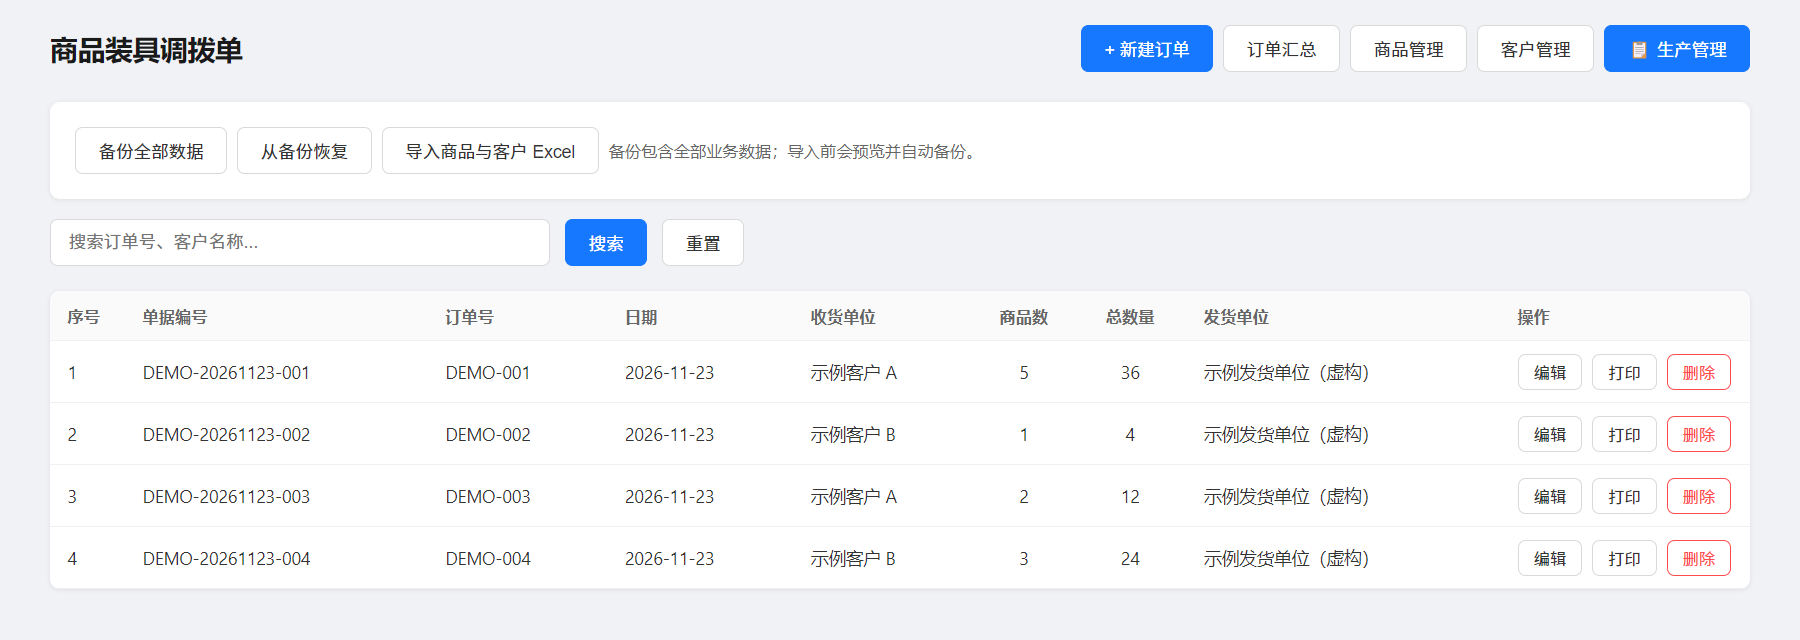 商品装具调拨单
+ 新建订单 订单汇总 商品管理 客户管理 📋 生产管理
备份全部数据 从备份恢复 导入商品与客户 Excel 备份包含全部业务数据；导入前会预览并自动备份。
搜索订单号、客户名称... 搜索 重置
序号 单据编号 订单号 日期 收货单位 商品数 总数量 发货单位 操作
1 DEMO-20261123-001 DEMO-001 2026-11-23 示例客户 A 5 36 示例发货单位（虚构） 编辑 打印 删除
2 DEMO-20261123-002 DEMO-002 2026-11-23 示例客户 B 1 4 示例发货单位（虚构） 编辑 打印 删除
3 DEMO-20261123-003 DEMO-003 2026-11-23 示例客户 A 2 12 示例发货单位（虚构） 编辑 打印 删除
4 DEMO-20261123-004 DEMO-004 2026-11-23 示例客户 B 3 24 示例发货单位（虚构） 编辑 打印 删除